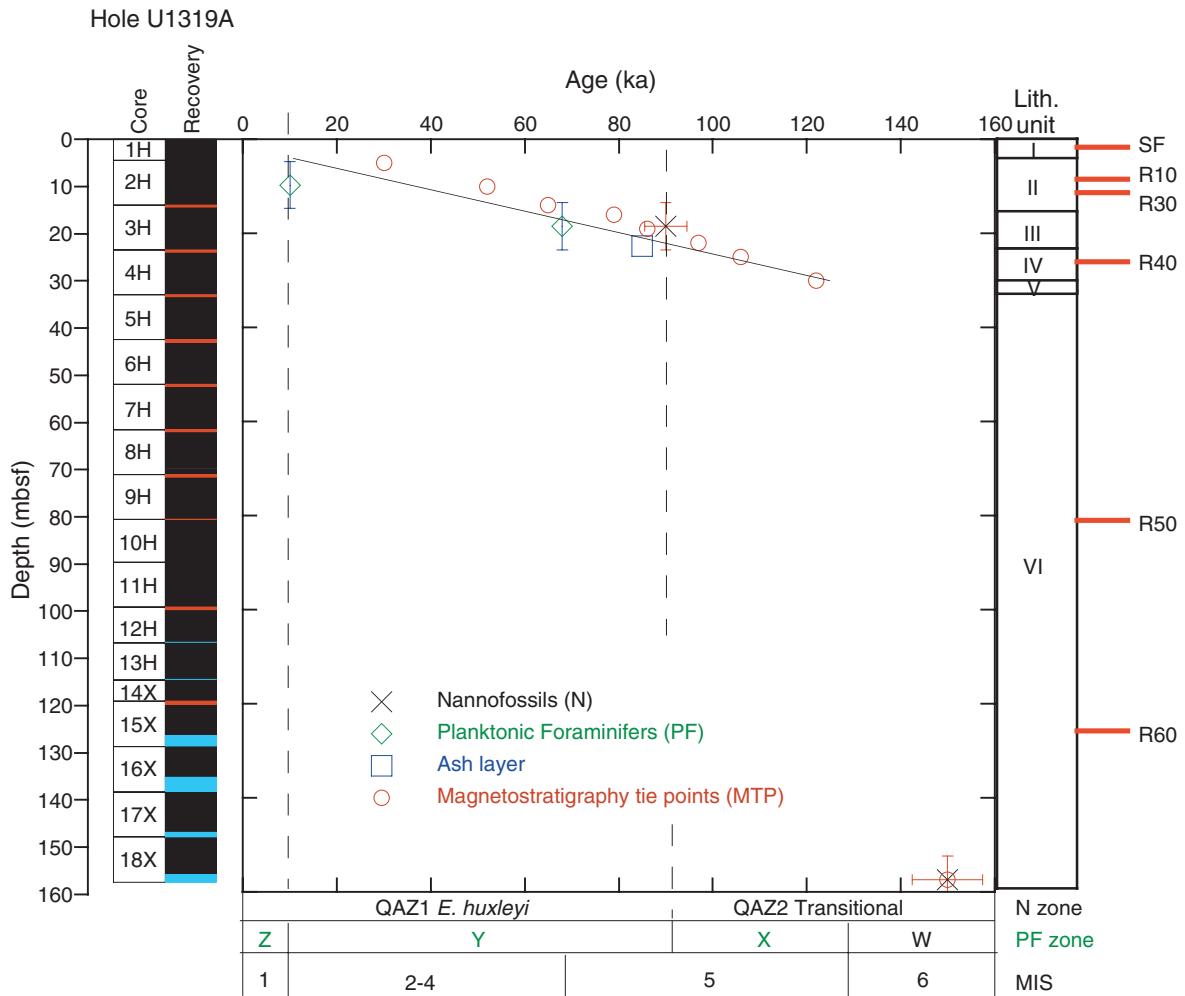 Hole U1319A
Core
Recovery
Age (ka)
Lith.
unit
0 20 40 60 80 100 120 140 160
Depth (mbsf)
0
10
20
30
40
50
60
70
80
90
100
110
120
130
140
150
160
1H
2H
3H
4H
5H
6H
7H
8H
9H
10H
11H
12H
13H
14X
15X
16X
17X
18X
I
II
III
IV
V
VI
SF
R10
R30
R40
R50
R60
Nannofossils (N)
Planktonic Foraminifers (PF)
Ash layer
Magnetostratigraphy tie points (MTP)
QAZ1 E. huxleyi QAZ2 Transitional N zone
Z Y X W PF zone
1 2-4 5 6 MIS